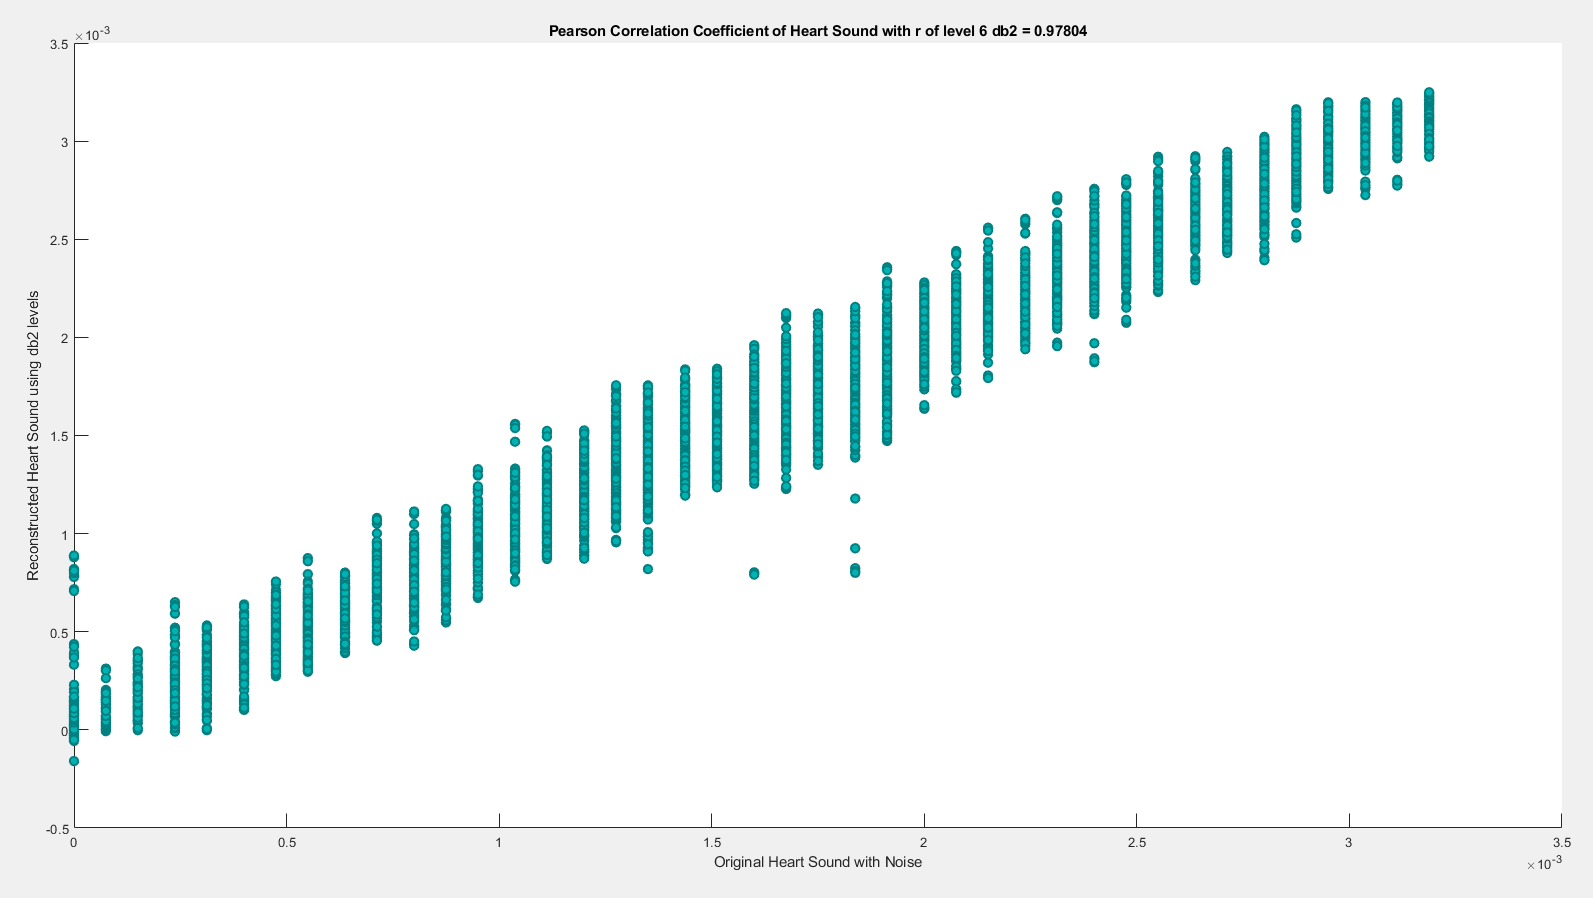 Pearson Correlation Coefficient of Heart Sound with r of level 6 db2 = 0.97804
×10-3
3.5
3
2.5
2
1.5
1
0.5
0
-0.5
Reconstructed Heart Sound using db2 levels
0 0.5 1 1.5 2 2.5 3 3.5
Original Heart Sound with Noise
×10-3